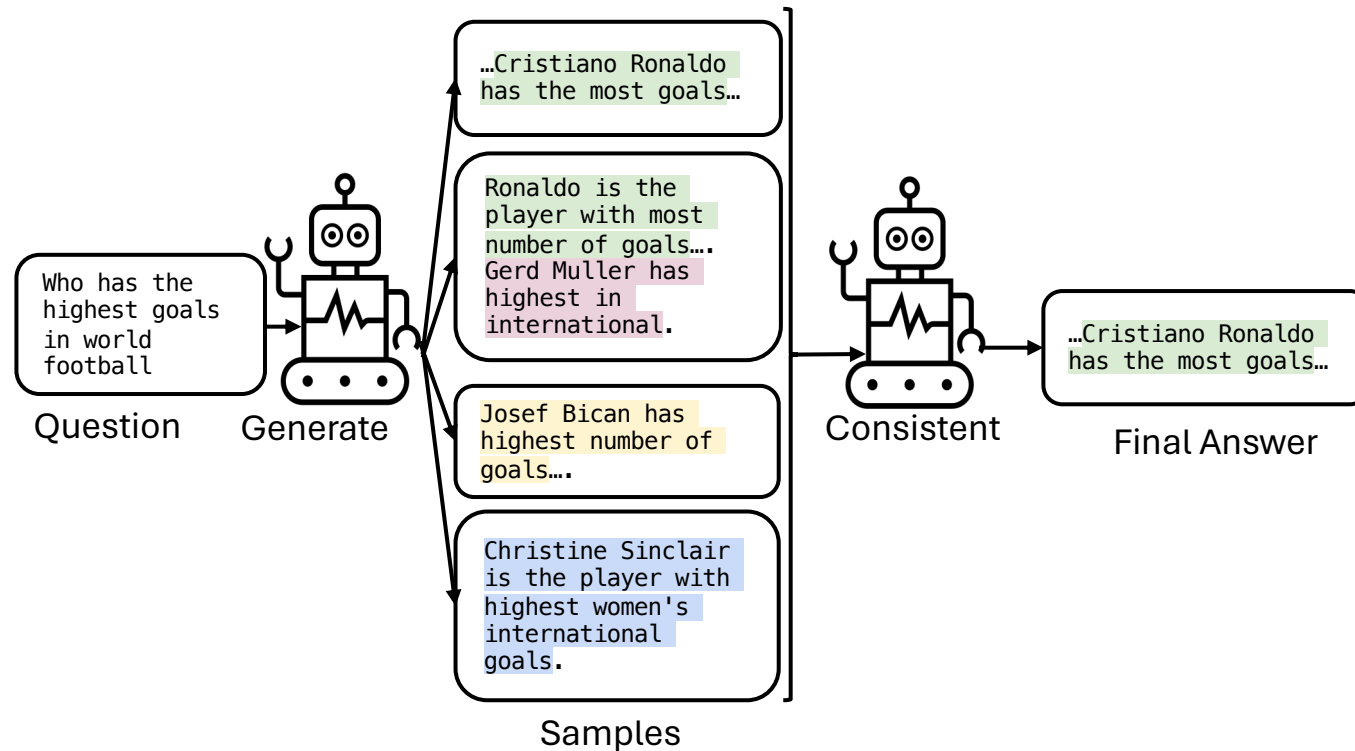 Who has the
highest goals
in world
football
Question
Generate
…Cristiano Ronaldo
has the most goals…
Ronaldo is the
player with most
number of goals….
Gerd Muller has
highest in
international.
Josef Bican has
highest number of
goals….
Christine Sinclair
is the player with
highest women's
international
goals.
Samples
Consistent
…Cristiano Ronaldo
has the most goals…
Final Answer